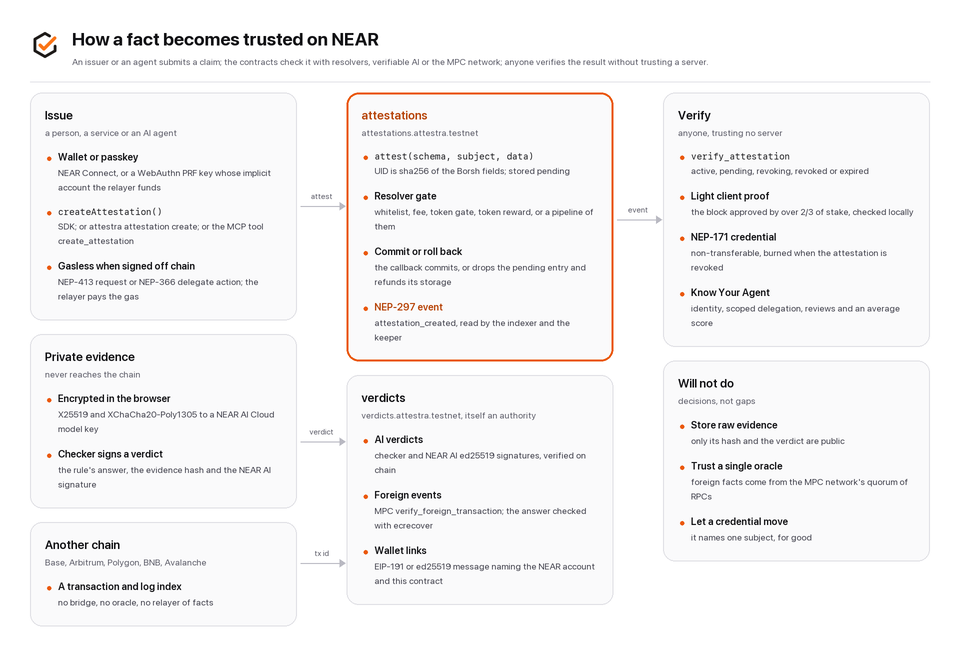 How a fact becomes trusted on NEAR
An issuer or an agent submits a claim; the contracts check it with resolvers, verifiable AI or the MPC network; anyone verifies the result without trusting a server.
Issue
a person, a service or an AI agent
Wallet or passkey
NEAR Connect, or a WebAuthn PRF key whose implicit
account the relayer funds
createAttestation()
SDK; or attestra attestation create; or the MCP tool
create_attestation
Gasless when signed off chain
NEP-413 request or NEP-366 delegate action; the
relayer pays the gas
Private evidence
never reaches the chain
Encrypted in the browser
X25519 and XChaCha20-Poly1305 to a NEAR AI Cloud
model key
Checker signs a verdict
the rule's answer, the evidence hash and the NEAR AI
signature
Another chain
Base, Arbitrum, Polygon, BNB, Avalanche
A transaction and log index
no bridge, no oracle, no relayer of facts
attest
verdict
tx id
attestations
attestations.attestra.testnet
attest(schema, subject, data)
UID is sha256 of the Borsh fields; stored pending
Resolver gate
whitelist, fee, token gate, token reward, or a pipeline of
them
Commit or roll back
the callback commits, or drops the pending entry and
refunds its storage
NEP-297 event
attestation_created, read by the indexer and the
keeper
verdicts
verdicts.attestra.testnet, itself an authority
AI verdicts
checker and NEAR AI ed25519 signatures, verified on
chain
Foreign events
MPC verify_foreign_transaction; the answer checked
with ecrecover
Wallet links
EIP-191 or ed25519 message naming the NEAR account
and this contract
event
Verify
anyone, trusting no server
verify_attestation
active, pending, revoking, revoked or expired
Light client proof
the block approved by over 2/3 of stake, checked locally
NEP-171 credential
non-transferable, burned when the attestation is
revoked
Know Your Agent
identity, scoped delegation, reviews and an average
score
Will not do
decisions, not gaps
Store raw evidence
only its hash and the verdict are public
Trust a single oracle
foreign facts come from the MPC network's quorum of
RPCs
Let a credential move
it names one subject, for good